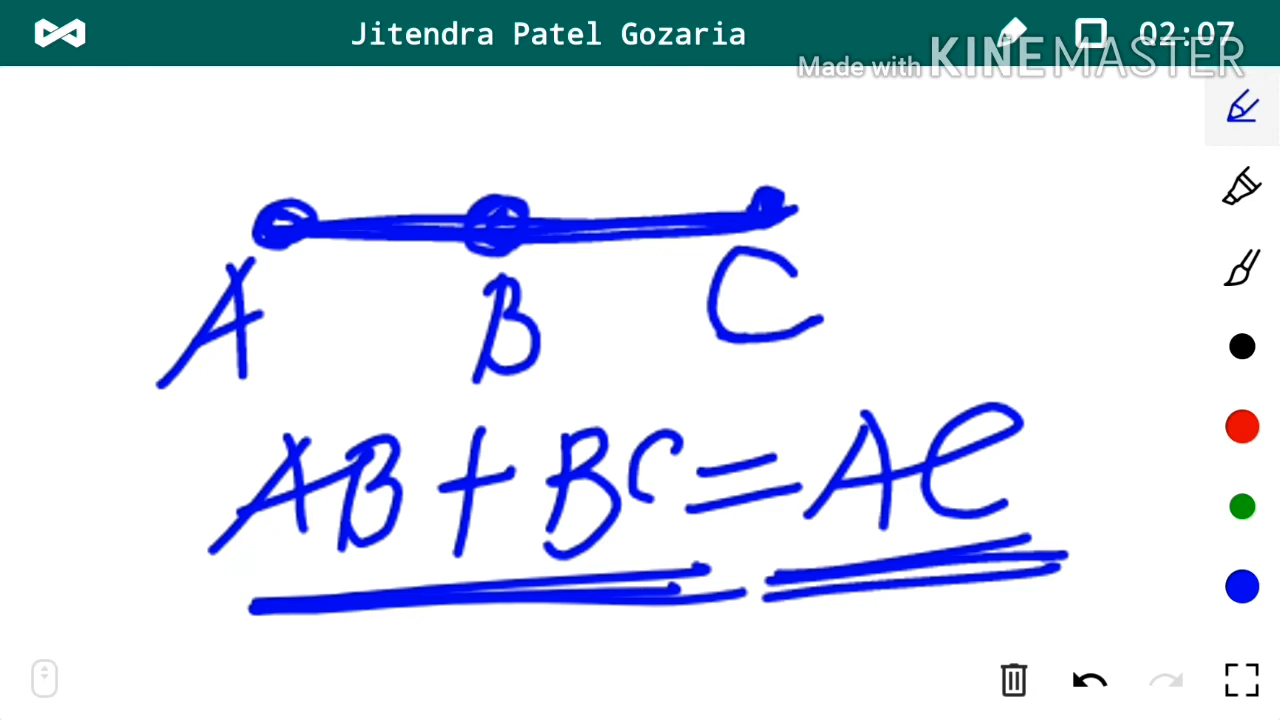 Jitendra Patel Gozaria
02:07
Made with KINEMASTER
A B C
AB + BC = AC